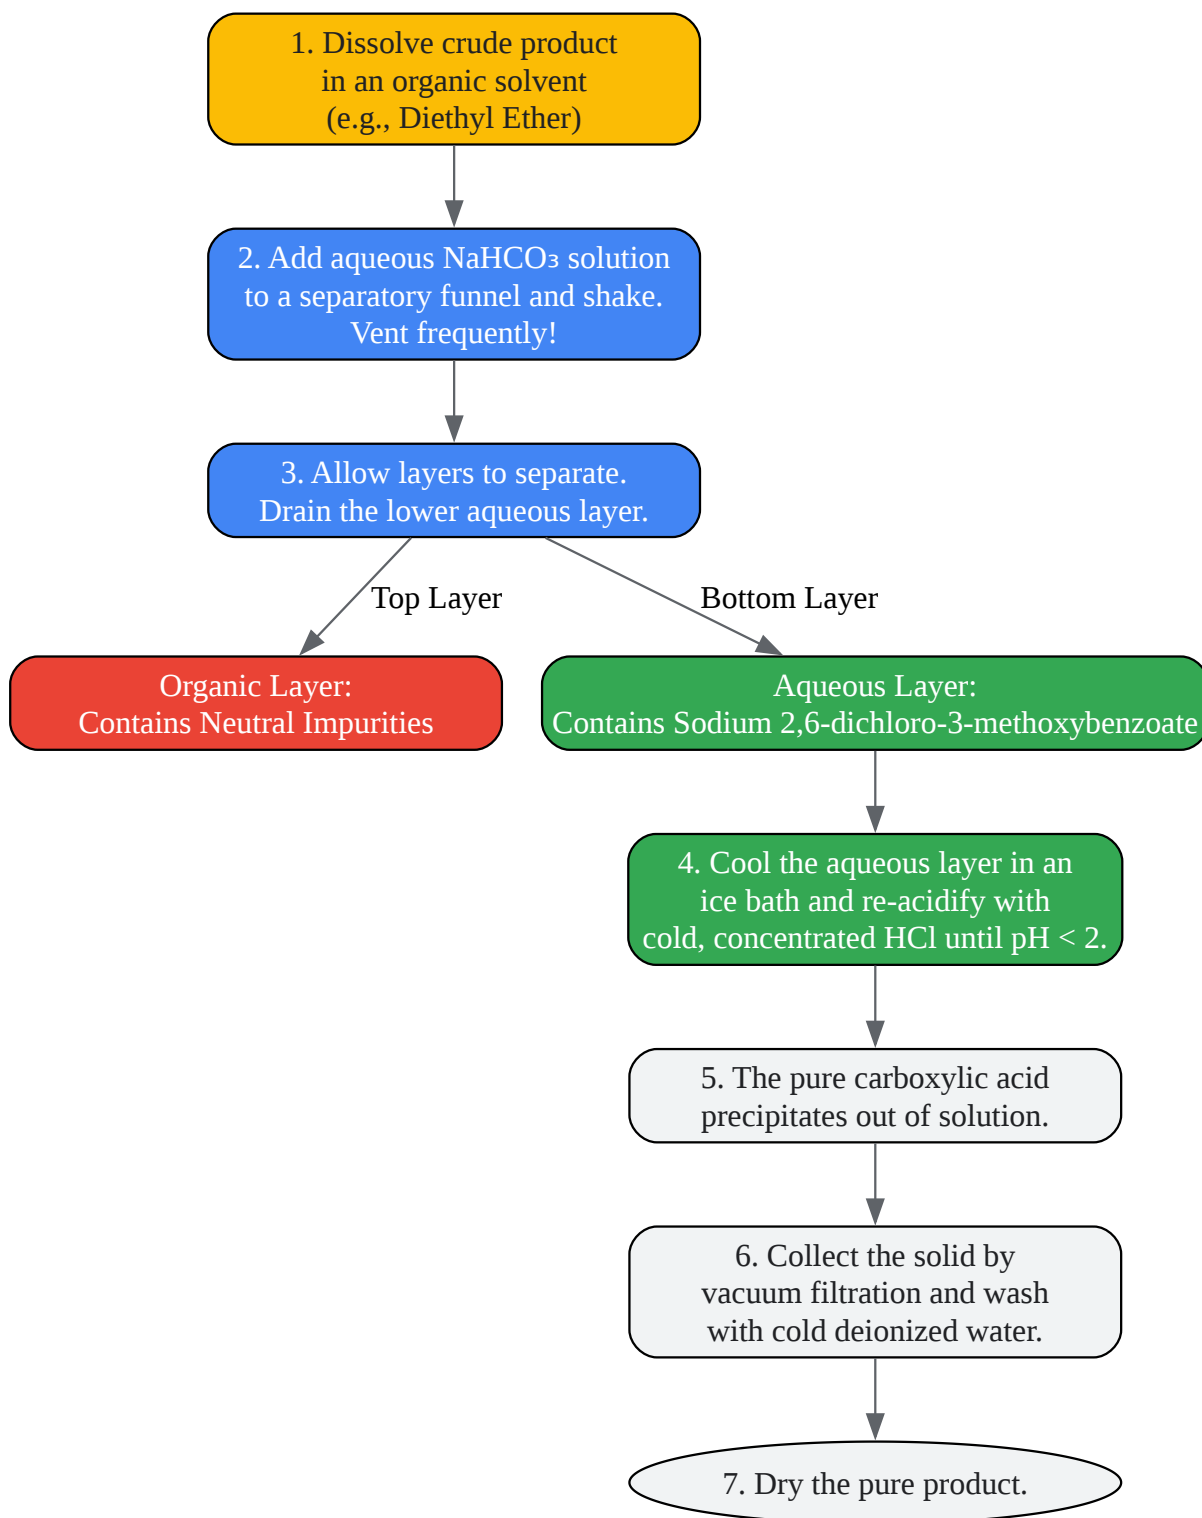 1. Dissolve crude product
in an organic solvent
(e.g., Diethyl Ether)
2. Add aqueous NaHCO₃ solution
to a separatory funnel and shake.
Vent frequently!
3. Allow layers to separate.
Drain the lower aqueous layer.
Top Layer
Bottom Layer
Organic Layer:
Contains Neutral Impurities
Aqueous Layer:
Contains Sodium 2,6-dichloro-3-methoxybenzoate
4. Cool the aqueous layer in an
ice bath and re-acidify with
cold, concentrated HCl until pH < 2.
5. The pure carboxylic acid
precipitates out of solution.
6. Collect the solid by
vacuum filtration and wash
with cold deionized water.
7. Dry the pure product.